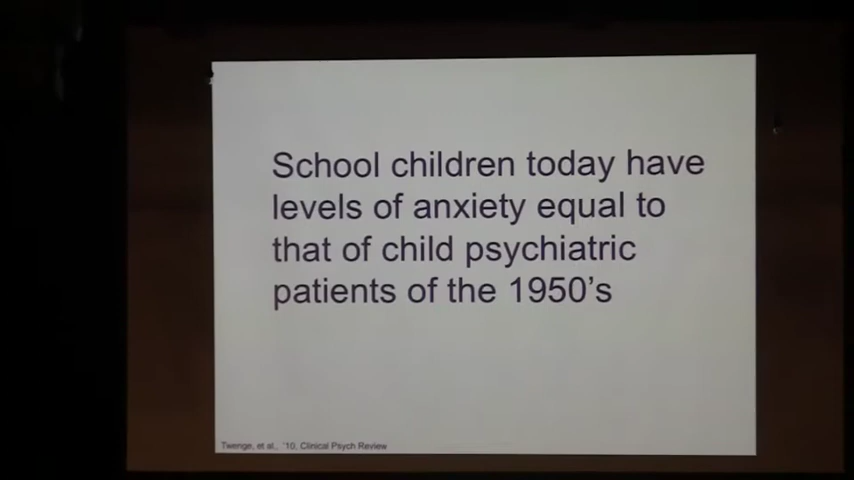 School children today have
levels of anxiety equal to
that of child psychiatric
patients of the 1950’s
Twenge, et al., '10, Clinical Psych Review